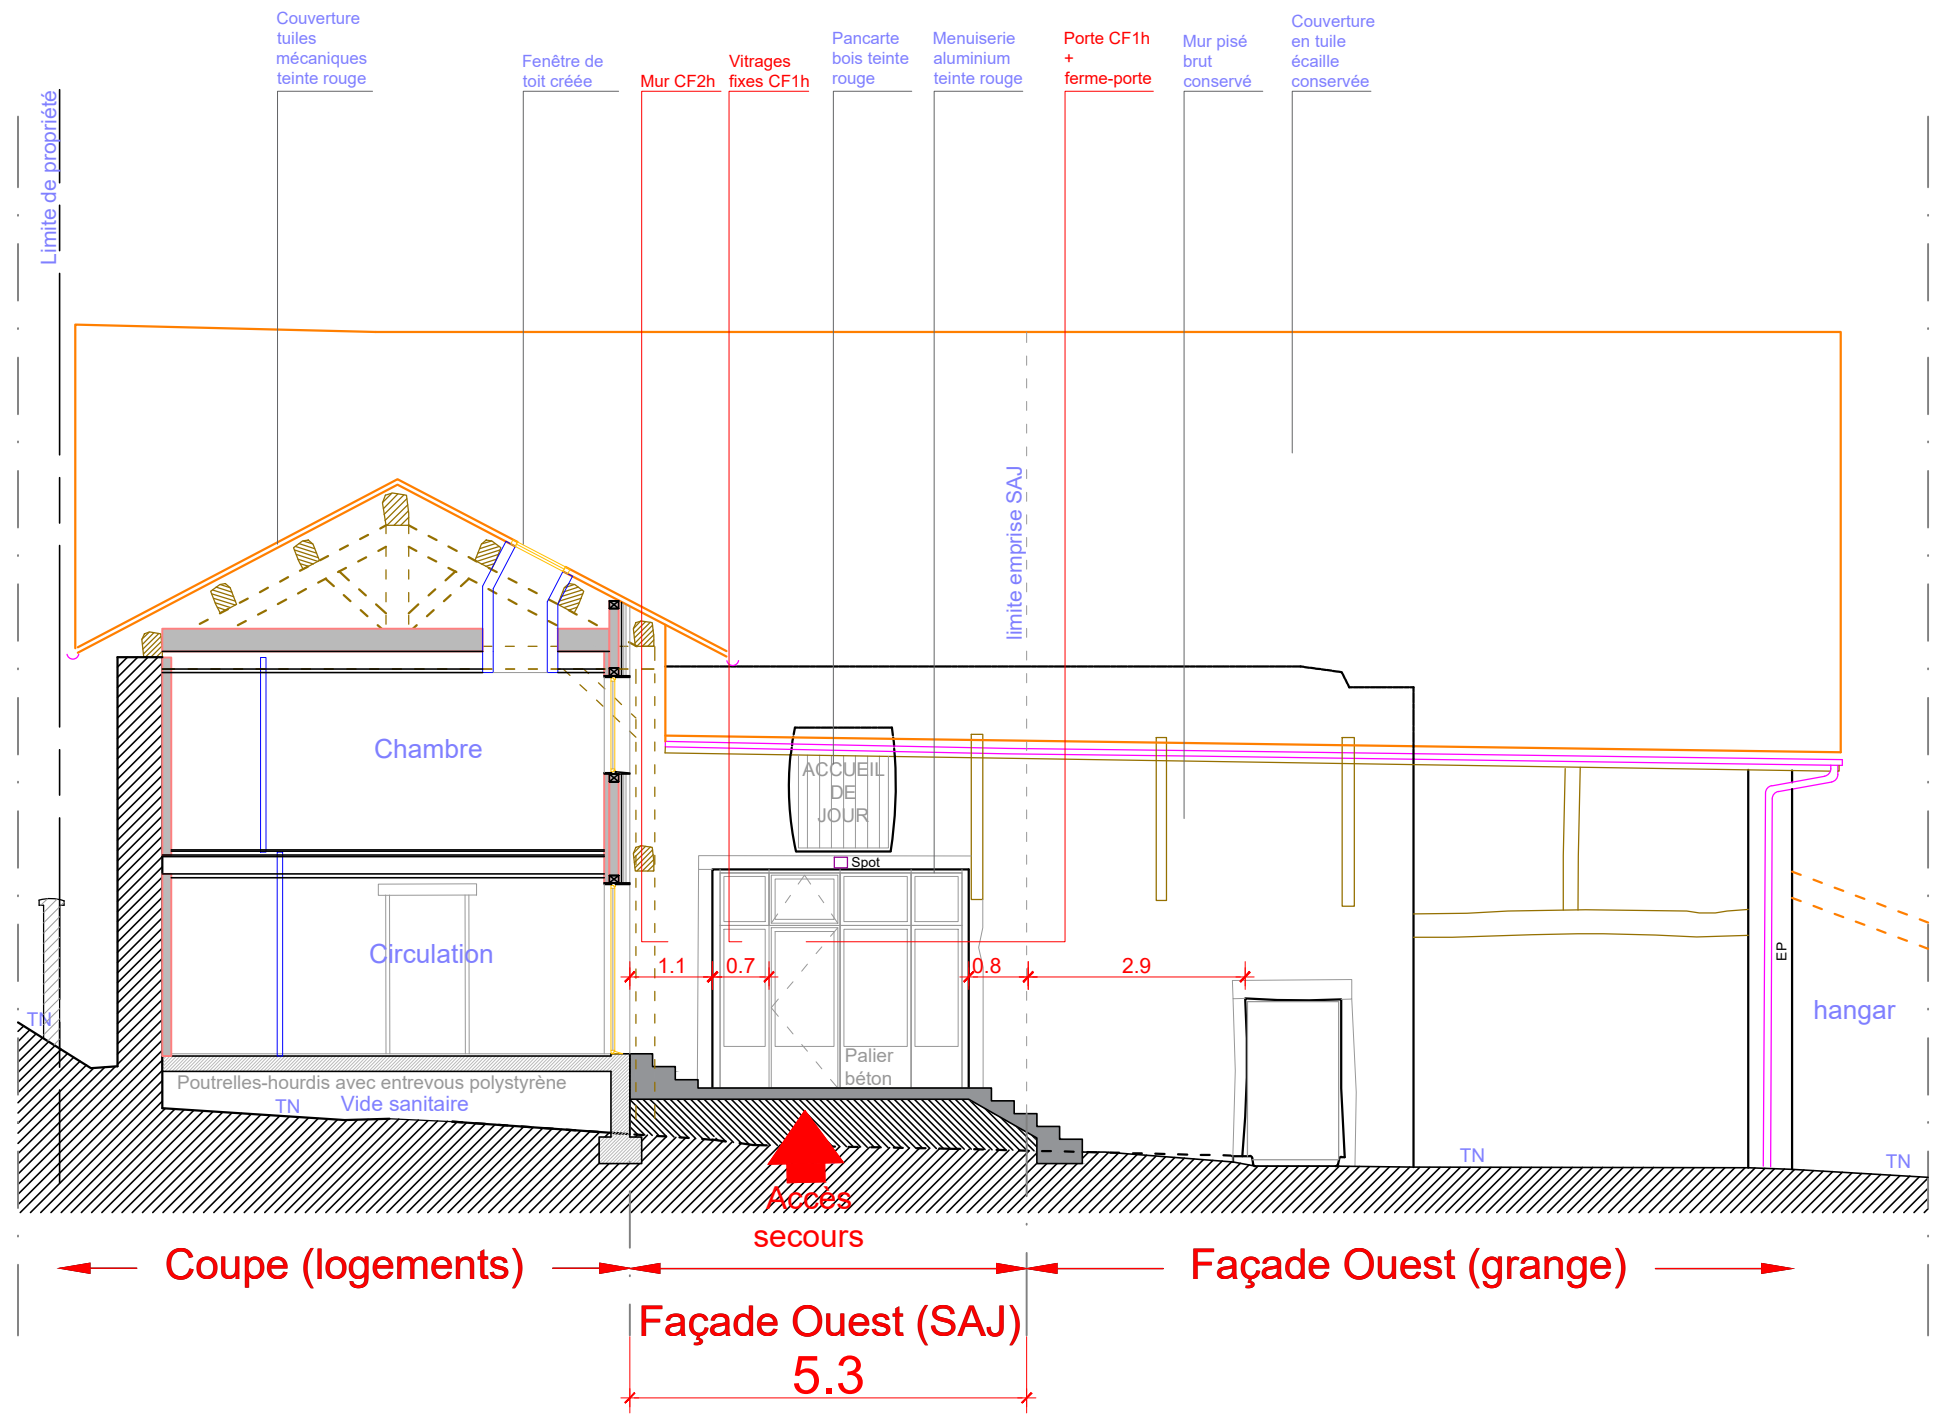 Couverture
tuiles
mécaniques
teinte rouge
Fenêtre de
toit créée
Mur CF2h
Vitrages
fixes CF1h
Pancarte
bois teinte
rouge
Menuiserie
aluminium
teinte rouge
Porte CF1h
+
ferme-porte
Mur pisé
brut
conservé
Couverture
en tuile
écaille
conservée
Limite de propriété
limite emprise SAJ
Chambre
ACCUEIL
DE
JOUR
Spot
Circulation
1.1
0.7
0.8
2.9
EP
hangar
TN
Palier
béton
Poutrelles-hourdis avec entrevous polystyrène
TN
Vide sanitaire
TN
TN
Accès
secours
Coupe (logements)
Façade Ouest (grange)
Façade Ouest (SAJ)
5.3